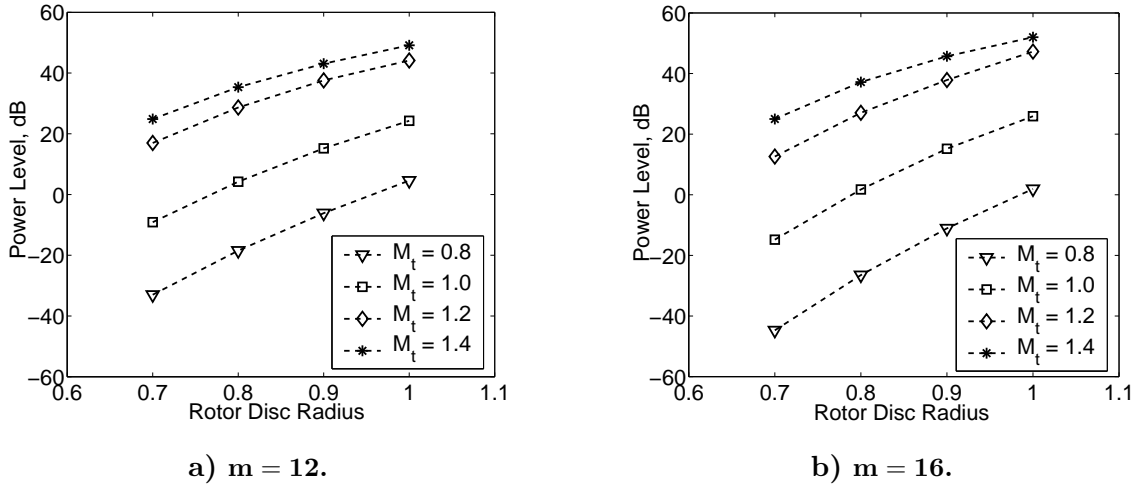 60
40
20
0
−20
−40
−60
0.6
0.7
0.8
0.9
1
1.1
Power Level, dB
Rotor Disc Radius
M_t = 0.8
M_t = 1.0
M_t = 1.2
M_t = 1.4
a) m = 12.
60
40
20
0
−20
−40
−60
0.6
0.7
0.8
0.9
1
1.1
Power Level, dB
Rotor Disc Radius
M_t = 0.8
M_t = 1.0
M_t = 1.2
M_t = 1.4
b) m = 16.